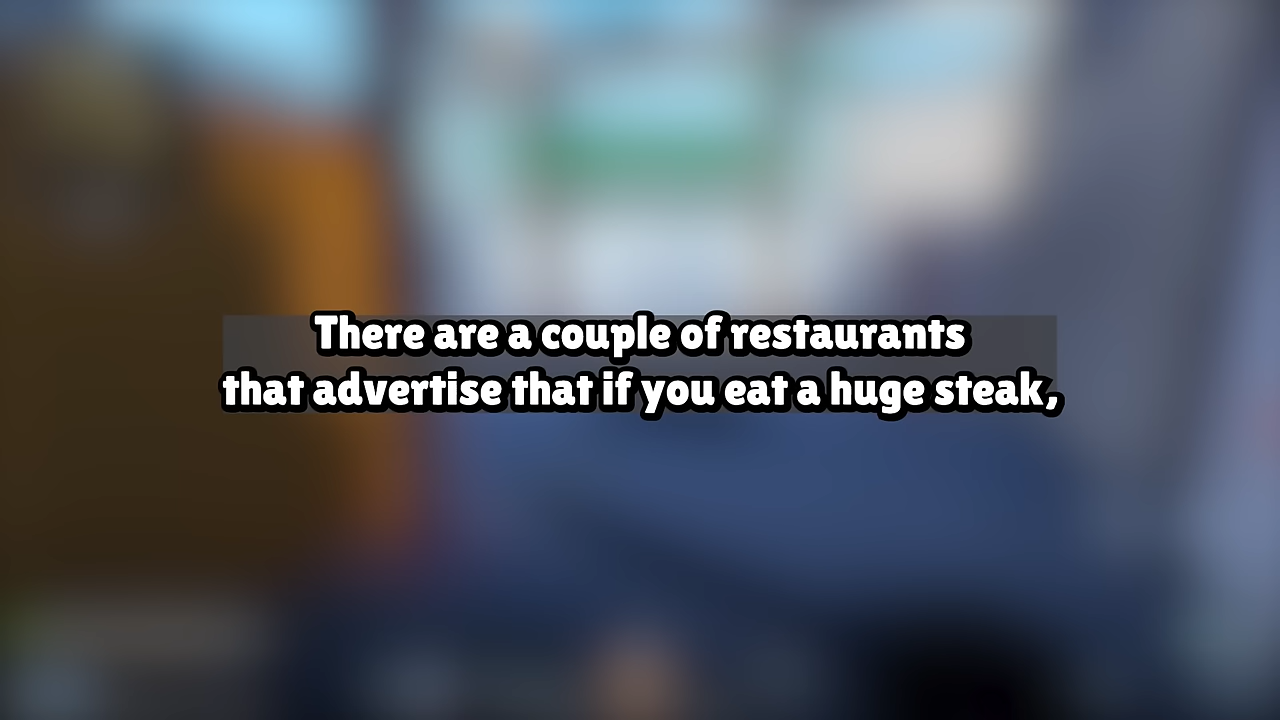 There are a couple of restaurants
that advertise that if you eat a huge steak,